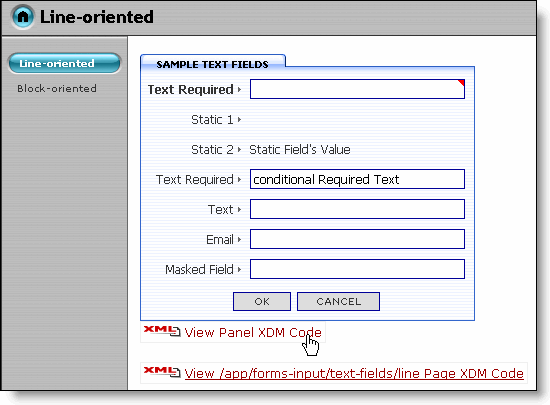 Line-oriented
Line-oriented
Block-oriented
SAMPLE TEXT FIELDS
Text Required
Static 1
Static 2 Static Field's Value
Text Required conditional Required Text
Text
Email
Masked Field
OK CANCEL
XML View Panel XDM Code
XML View /app/forms-input/text-fields/line Page XDM Code